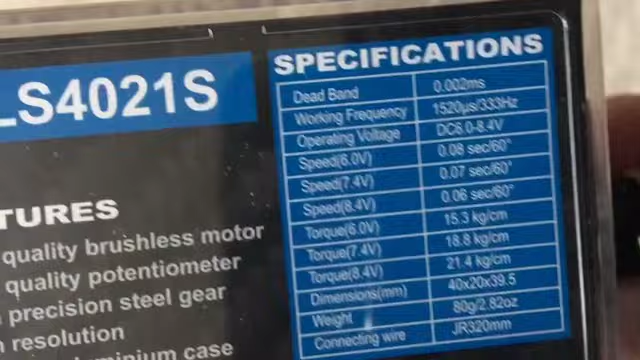 LS4021S
SPECIFICATIONS
Dead Band 0.002ms
Working Frequency 1520µs/333Hz
Operating Voltage DC6.0-8.4V
Speed(6.0V) 0.08 sec/60°
Speed(7.4V) 0.07 sec/60°
Speed(8.4V) 0.06 sec/60°
Torque(6.0V) 15.3 kg/cm
Torque(7.4V) 18.8 kg/cm
Torque(8.4V) 21.4 kg/cm
Dimensions(mm) 40x20x39.5
Weight 80g/2.82oz
Connecting wire JR320mm
TURES
quality brushless motor
quality potentiometer
precision steel gear
resolution
minium case